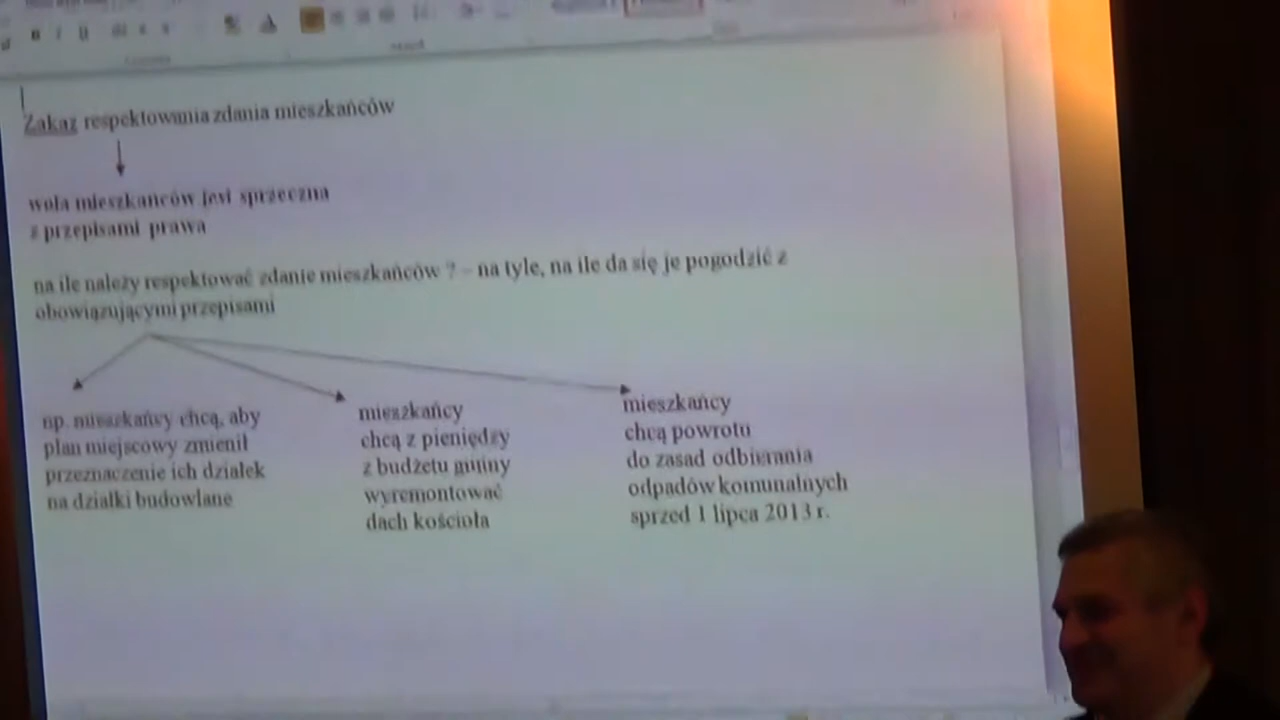 Zakaz respektowania zdania mieszkańców
wola mieszkańców jest sprzeczna
z przepisami prawa
na ile należy respektować zdanie mieszkańców ? – na tyle, na ile da się je pogodzić z
obowiązującymi przepisami
np. mieszkańcy chcą, aby
plan miejscowy zmienił
przeznaczenie ich działek
na działki budowlane
mieszkańcy
chcą z pieniędzy
z budżetu gminy
wyremontować
dach kościoła
mieszkańcy
chcą powrotu
do zasad odbierania
odpadów komunalnych
sprzed 1 lipca 2013 r.